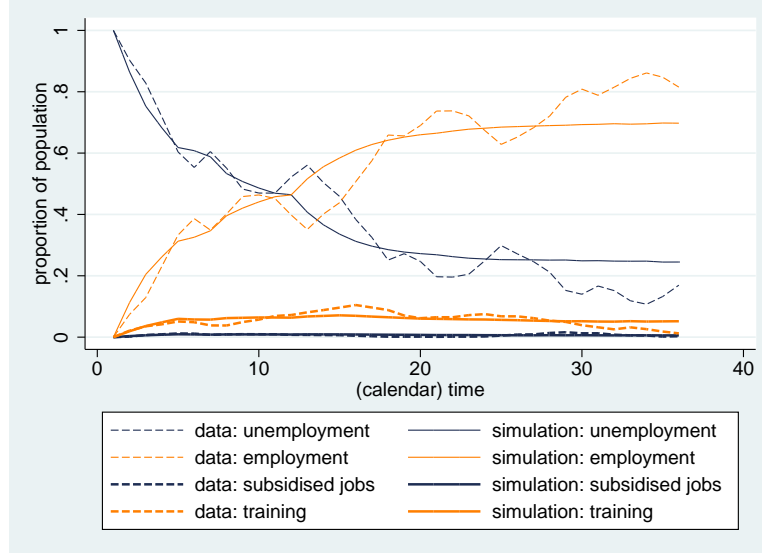 proportion of population
1
.8
.6
.4
.2
0
0 10 20 30 40
(calendar) time
data: unemployment simulation: unemployment
data: employment simulation: employment
data: subsidised jobs simulation: subsidised jobs
data: training simulation: training